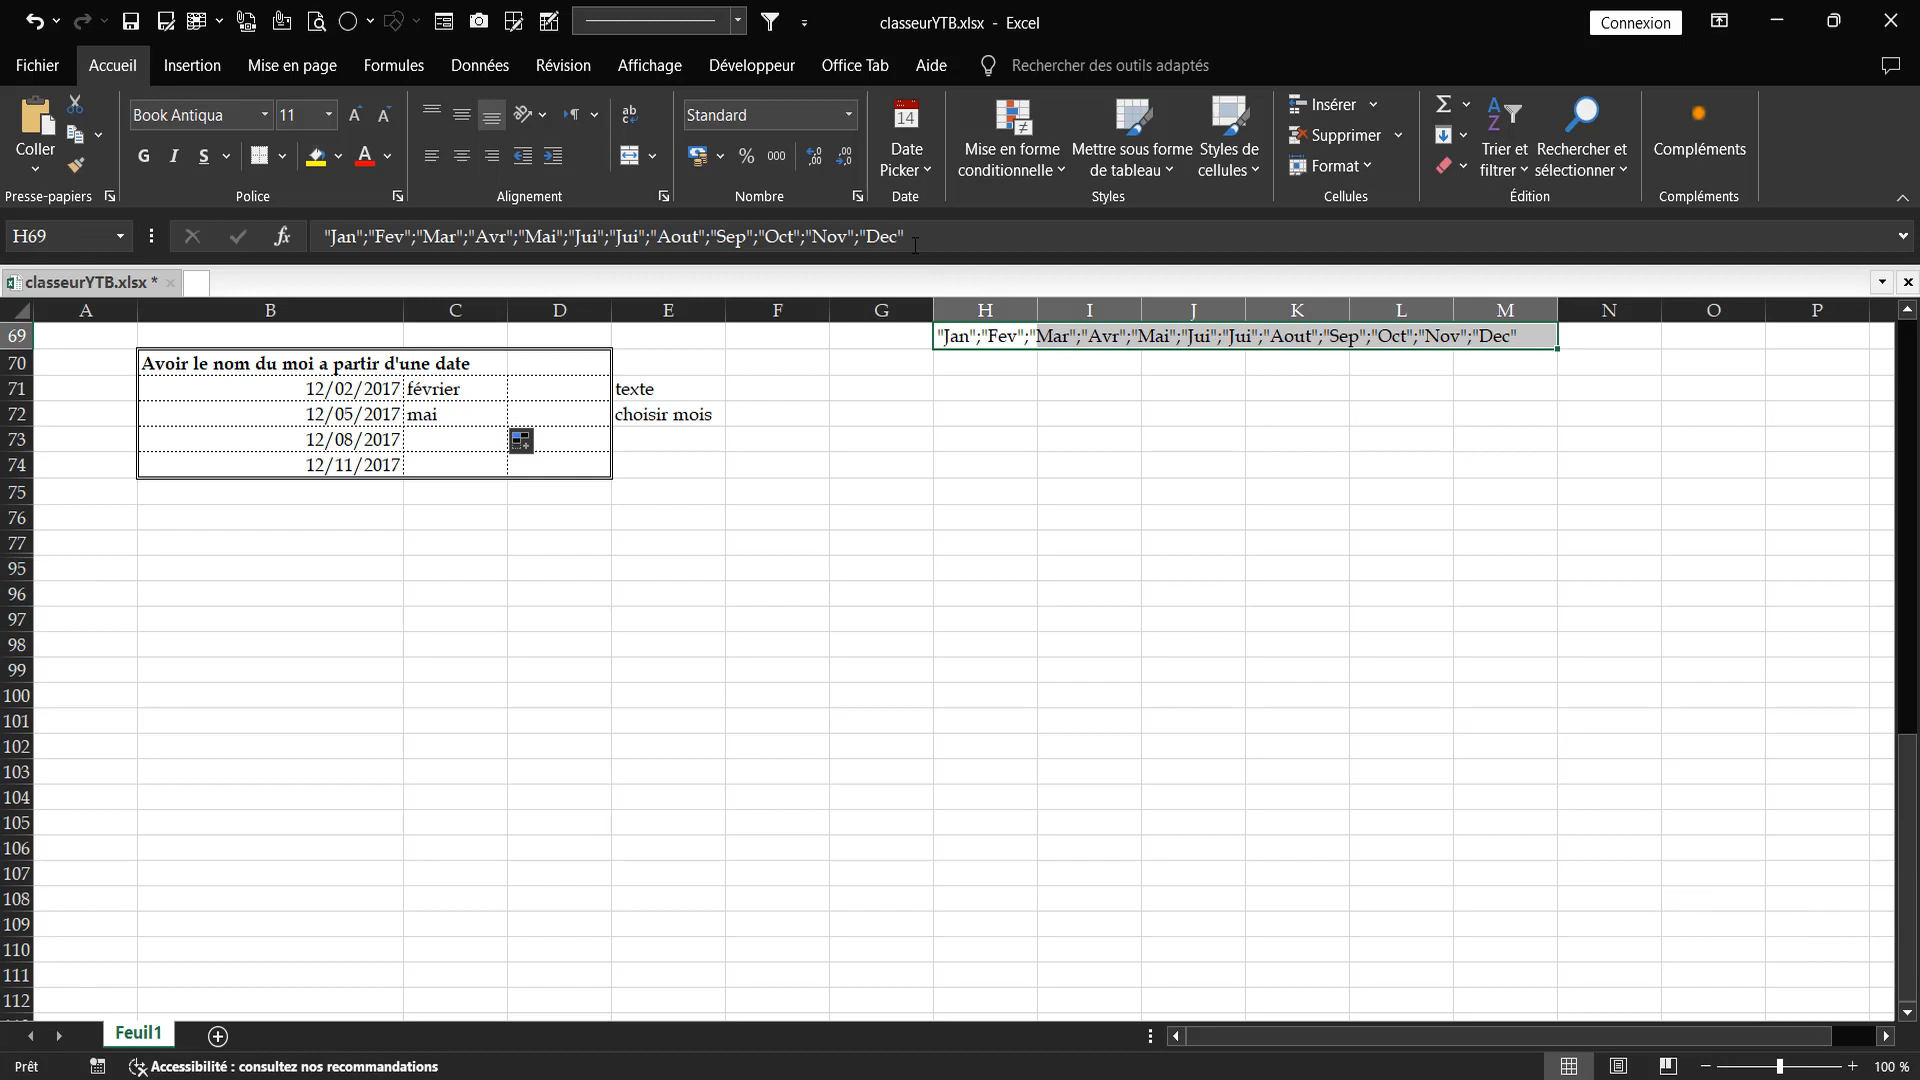 classeurYTB.xlsx - Excel
Connexion
Fichier Accueil Insertion Mise en page Formules Données Révision Affichage Développeur Office Tab Aide Rechercher des outils adaptés
Coller
Book Antiqua 11
G I S
Standard
% 000
14
Date Picker
Mise en forme conditionnelle
Mettre sous forme de tableau
Styles de cellules
Insérer
Supprimer
Format
Trier et filtrer
Rechercher et sélectionner
Compléments
Presse-papiers Police Alignement Nombre Date Styles Cellules Édition Compléments
H69 fx "Jan";"Fev";"Mar";"Avr";"Mai";"Jui";"Jui";"Aout";"Sep";"Oct";"Nov";"Dec"
classeurYTB.xlsx *
A B C D E F G H I J K L M N O P
69 "Jan";"Fev";"Mar";"Avr";"Mai";"Jui";"Jui";"Aout";"Sep";"Oct";"Nov";"Dec"
70 Avoir le nom du moi a partir d'une date
71 12/02/2017 février texte
72 12/05/2017 mai choisir mois
73 12/08/2017
74 12/11/2017
75
76
77
95
96
97
98
99
100
101
102
103
104
105
106
107
108
109
110
111
112
Feuil1
Prêt Accessibilité : consultez nos recommandations 100 %